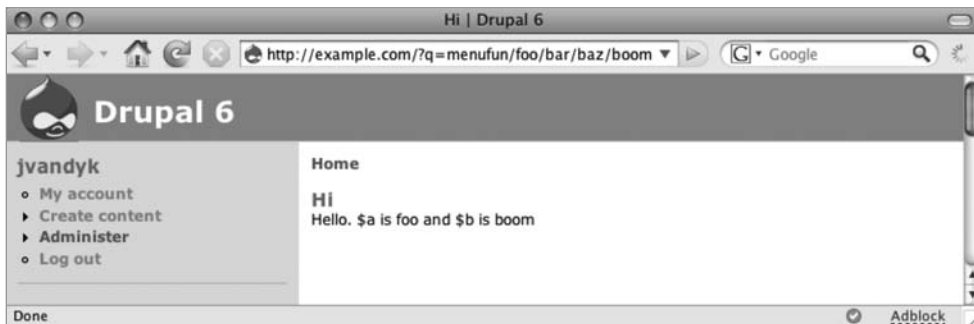 Hi | Drupal 6
http://example.com/?q=menufun/foo/bar/baz/boom
G Google
Drupal 6
jvandyk
My account
Create content
Administer
Log out
Home
Hi
Hello. $a is foo and $b is boom
Done
Adblock